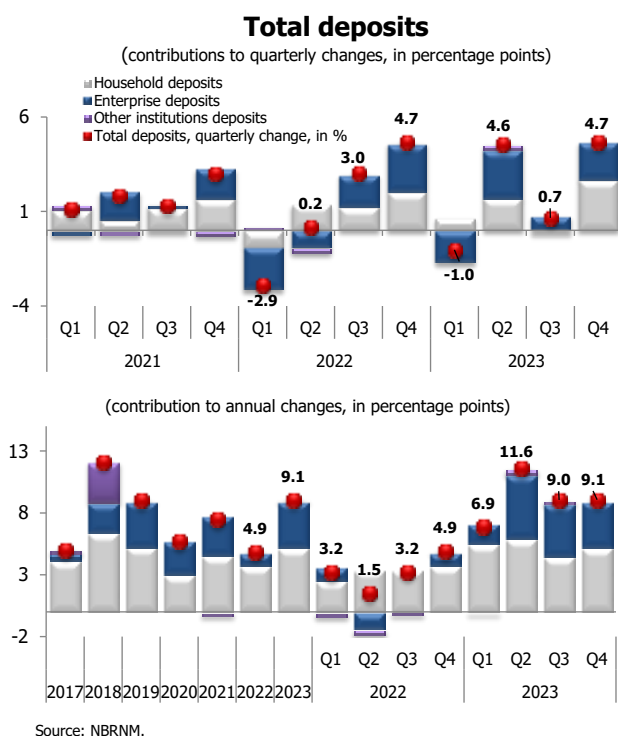 Total deposits
(contributions to quarterly changes, in percentage points)
Household deposits
Enterprise deposits
Other institutions deposits
Total deposits, quarterly change, in %
6
1
-4
-2.9
0.2
3.0
4.7
-1.0
4.6
0.7
4.7
Q1 Q2 Q3 Q4 Q1 Q2 Q3 Q4 Q1 Q2 Q3 Q4
2021 2022 2023
(contribution to annual changes, in percentage points)
13
8
3
-2
4.9
9.1
3.2
1.5
3.2
4.9
6.9
11.6
9.0
9.1
Q1 Q2 Q3 Q4 Q1 Q2 Q3 Q4
2017 2018 2019 2020 2021 2022 2023 2022 2023
Source: NBRNM.